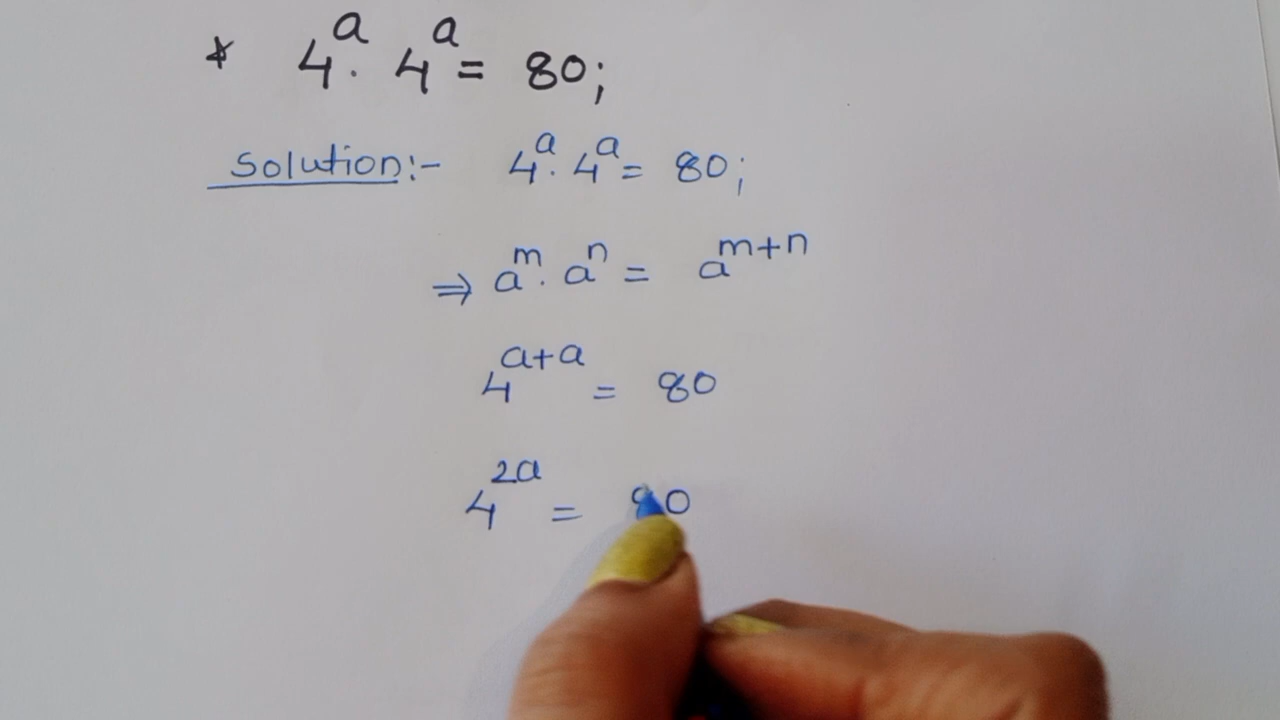 * 4^a · 4^a = 80;
Solution:- 4^a · 4^a = 80;
⇒ a^m · a^n = a^{m+n}
4^{a+a} = 80
4^{2a} = 80